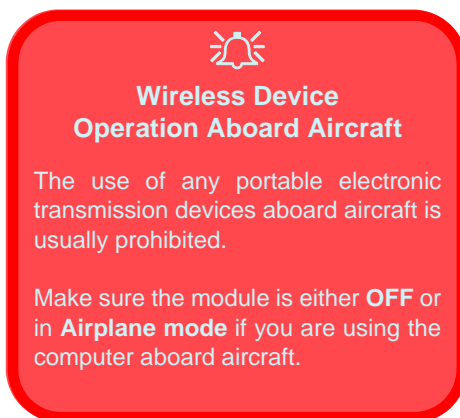 Wireless Device
Operation Aboard Aircraft
The use of any portable electronic
transmission devices aboard aircraft is
usually prohibited.
Make sure the module is either OFF or
in Airplane mode if you are using the
computer aboard aircraft.